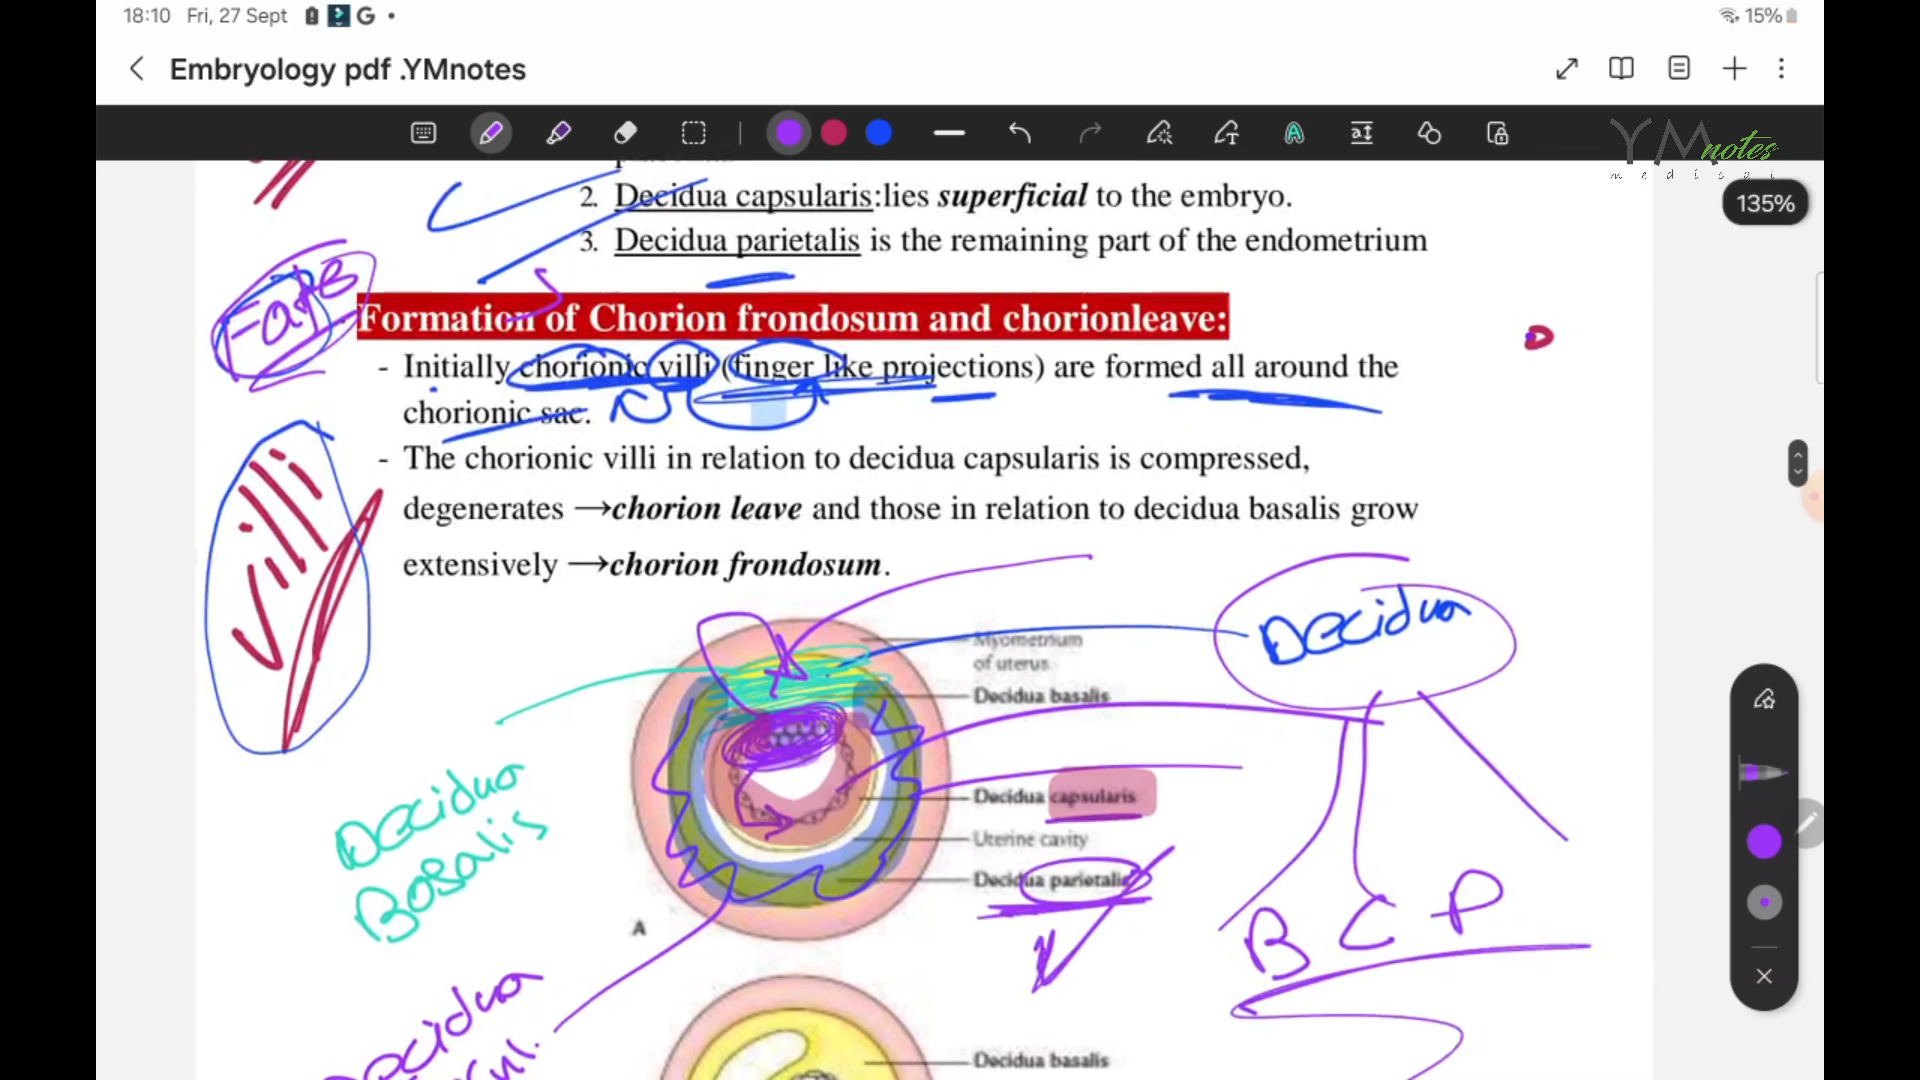 18:10 Fri, 27 Sept
15%
Embryology pdf .YMnotes
YMnotes
medical
135%
2. Decidua capsularis:lies superficial to the embryo.
3. Decidua parietalis is the remaining part of the endometrium
Formation of Chorion frondosum and chorionleave:
- Initially chorionic villi (finger like projections) are formed all around the
chorionic sac.
- The chorionic villi in relation to decidua capsularis is compressed,
degenerates →chorion leave and those in relation to decidua basalis grow
extensively →chorion frondosum.
villi
Decidua
Myometrium
of uterus
Decidua basalis
Decidua capsularis
Uterine cavity
Decidua parietalis
Decidua
Basalis
B C P
A
Decidua
Decidua basalis